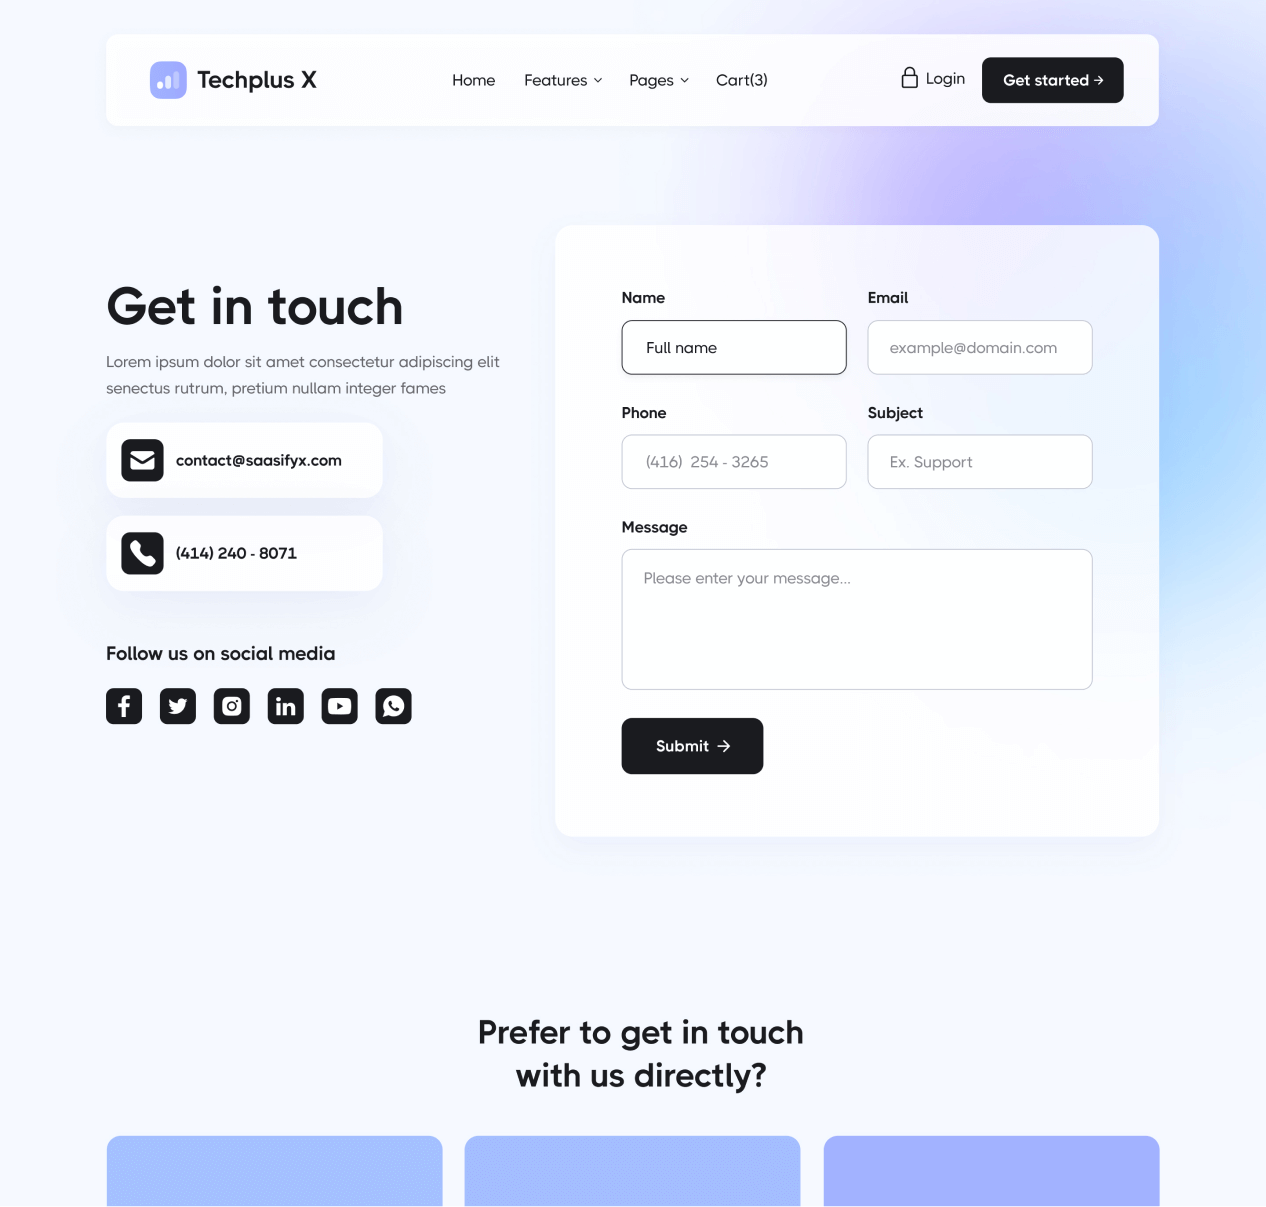 Techplus X
Home
Features
Pages
Cart(3)
Login
Get started →
Get in touch
Lorem ipsum dolor sit amet consectetur adipiscing elit
senectus rutrum, pretium nullam integer fames
contact@saasifyx.com
(414) 240 - 8071
Follow us on social media
Name
Email
Full name
example@domain.com
Phone
Subject
(416) 254 - 3265
Ex. Support
Message
Please enter your message...
Submit →
Prefer to get in touch
with us directly?